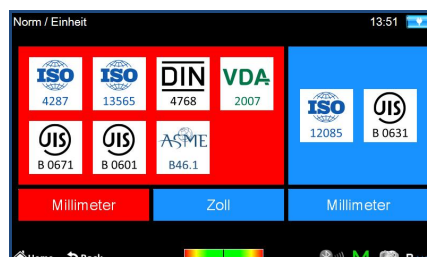 Norm / Einheit 13:51
ISO ISO DIN VDA
4287 13565 4768 2007
ISO JIS
12085 B 0631
JIS JIS ASME
B 0671 B 0601 B46.1
Millimeter Zoll Millimeter
Home Back M